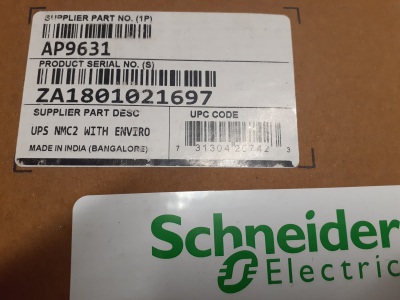 SUPPLIER PART NO. (1P)
AP9631
PRODUCT SERIAL NO. (S)
ZA1801021697
SUPPLIER PART DESC
UPC CODE
UPS NMC2 WITH ENVIRO
MADE IN INDIA (BANGALORE)
Schneider
Electric